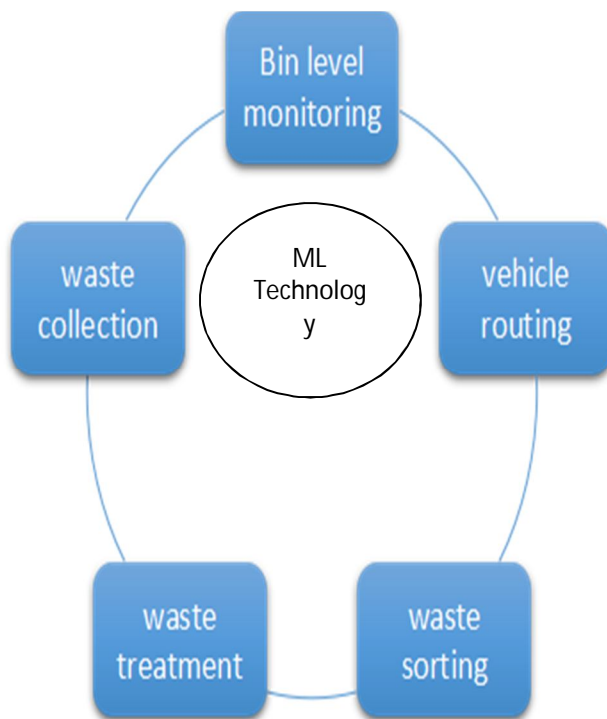 Bin level
monitoring
waste
collection
ML
Technolog
y
vehicle
routing
waste
treatment
waste
sorting